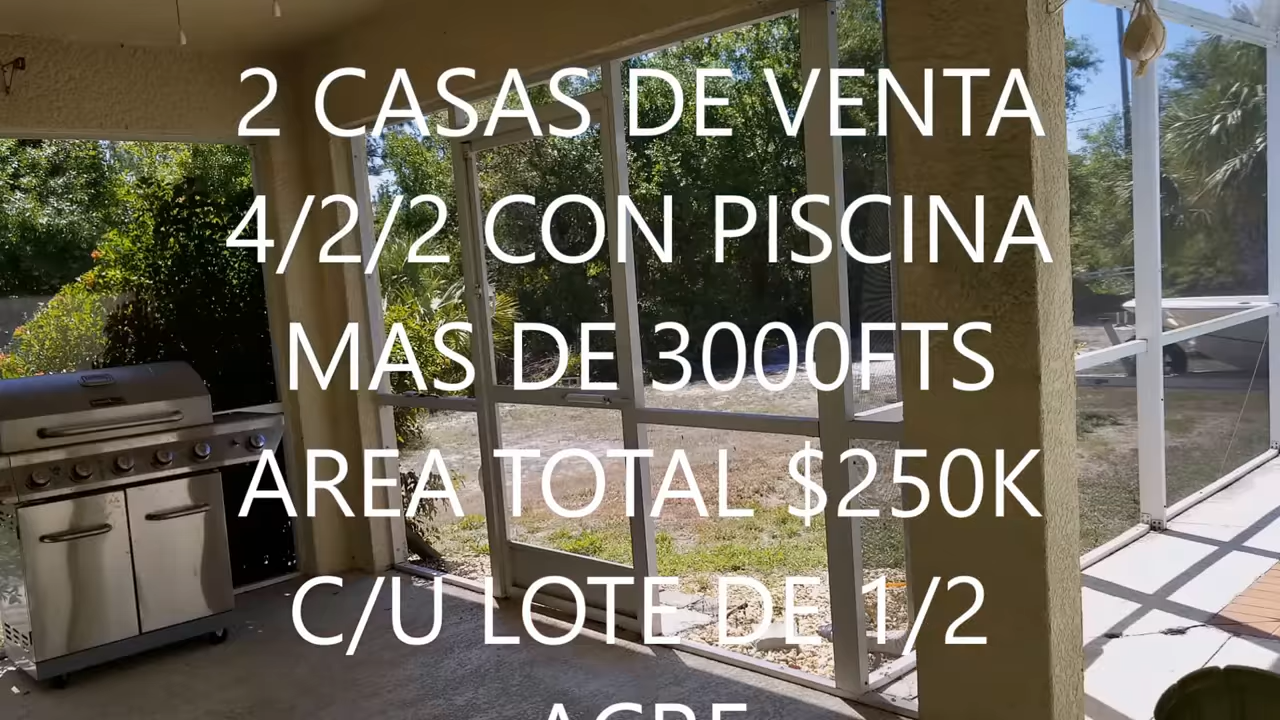 2 CASAS DE VENTA
4/2/2 CON PISCINA
MAS DE 3000FTS
AREA TOTAL $250K
C/U LOTE DE 1/2
ACRE